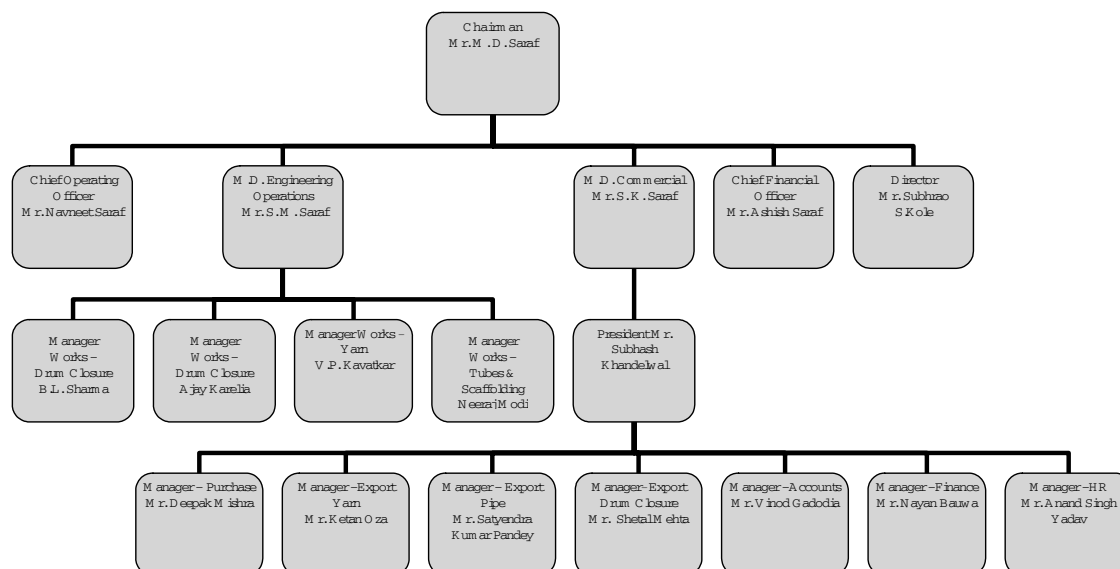 Chairman
Mr. M. D. Saraf
Chief Operating
Officer
Mr. Navneet Saraf
M.D. Engineering
Operations
Mr. S. M. Saraf
M.D. Commercial
Mr. S. K. Saraf
Chief Financial
Officer
Mr. Ashish Saraf
Director
Mr. Subhrao
S.Kole
Manager
Works –
Drum Closure
B.L. Sharma
Manager
Works –
Drum Closure
Ajay Karelia
Manager Works –
Yarn
V.P. Kavatkar
Manager
Works –
Tubes &
Scaffolding
Neeraj Modi
President Mr.
Subhash
Khandelwal
Manager – Purchase
Mr. Deepak Mishra
Manager – Export
Yarn
Mr. Ketan Oza
Manager – Export
Pipe
Mr. Satyendra
Kumar Pandey
Manager – Export
Drum Closure
Mr. Shetal Mehta
Manager – Accounts
Mr. Vinod Gadodia
Manager – Finance
Mr. Nayan Bauwa
Manager – HR
Mr. Anand Singh
Yadav